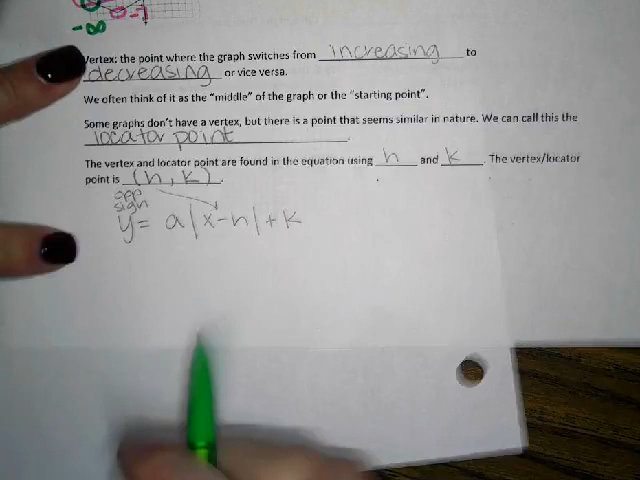 -∞ -7
Vertex: the point where the graph switches from increasing to
decreasing or vice versa.
We often think of it as the "middle" of the graph or the "starting point".
Some graphs don't have a vertex, but there is a point that seems similar in nature. We can call this the
locator point.
The vertex and locator point are found in the equation using h and k. The vertex/locator
point is (h, k).
opp
sign
y = a|x-h|+k